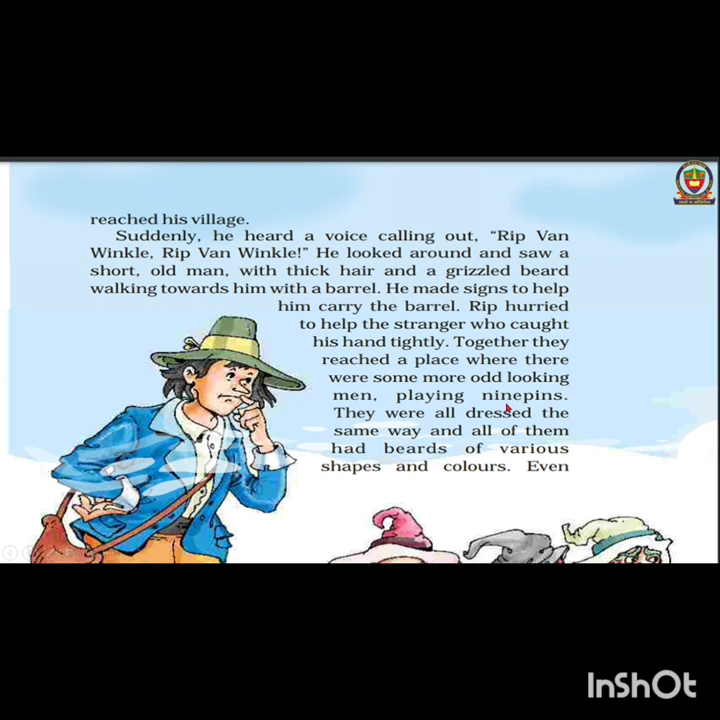 reached his village.
Suddenly, he heard a voice calling out, “Rip Van
Winkle, Rip Van Winkle!” He looked around and saw a
short, old man, with thick hair and a grizzled beard
walking towards him with a barrel. He made signs to help
him carry the barrel. Rip hurried
to help the stranger who caught
his hand tightly. Together they
reached a place where there
were some more odd looking
men, playing ninepins.
They were all dressed the
same way and all of them
had beards of various
shapes and colours. Even
InShOt